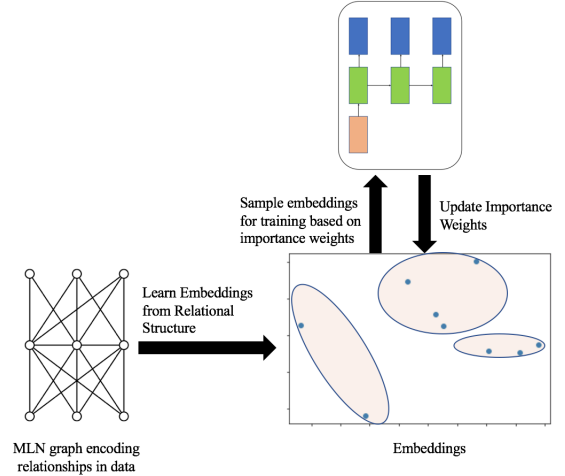 Sample embeddings
for training based on
importance weights
Update Importance
Weights
Learn Embeddings
from Relational
Structure
MLN graph encoding
relationships in data
Embeddings